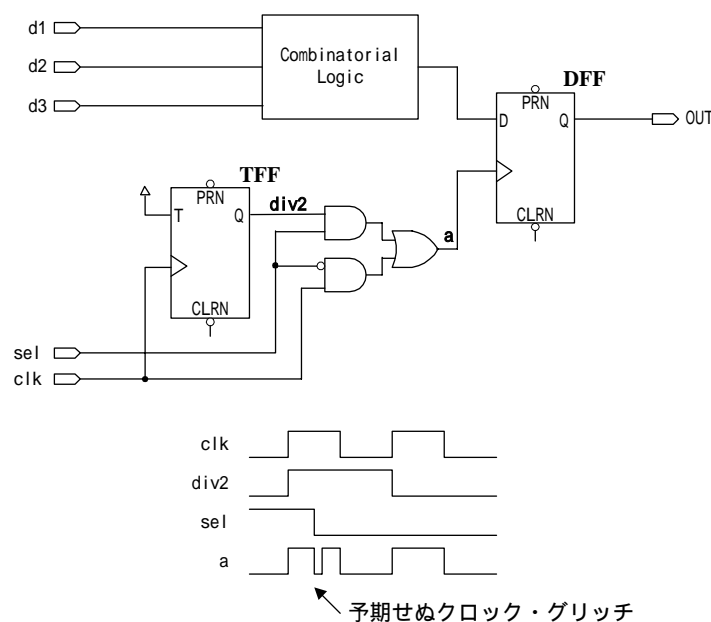 d1
d2
d3
Combinatorial
Logic
DFF
PRN
D
Q
OUT
CLRN
TFF
PRN
T
Q
div2
a
CLRN
sel
clk
clk
div2
sel
a
予期せぬクロック・グリッチ